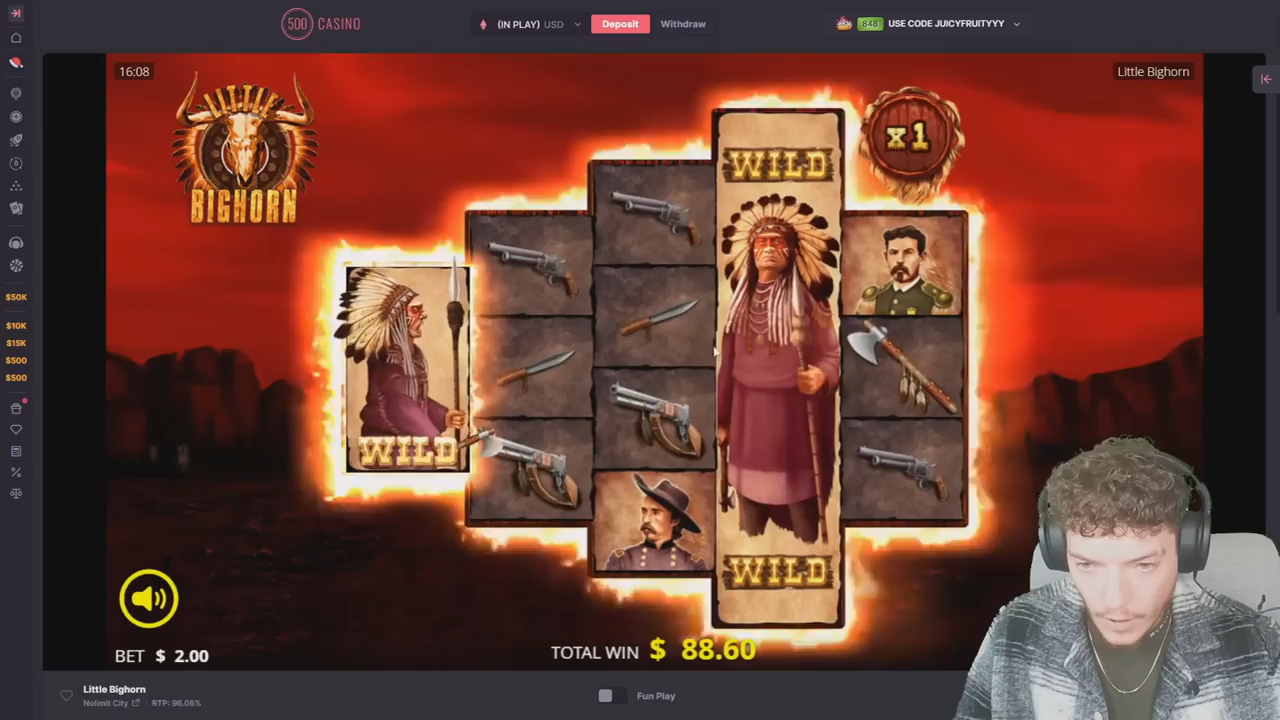 500 CASINO
(IN PLAY) USD
Deposit
Withdraw
848
USE CODE JUICYFRUITYYY
16:08
Little Bighorn
LITTLE
BIGHORN
WILD
x1
WILD
WILD
$50K
$10K
$15K
$500
$500
BET $ 2.00
TOTAL WIN $ 88.60
Little Bighorn
Nolimit City
RTP: 96.06%
Fun Play